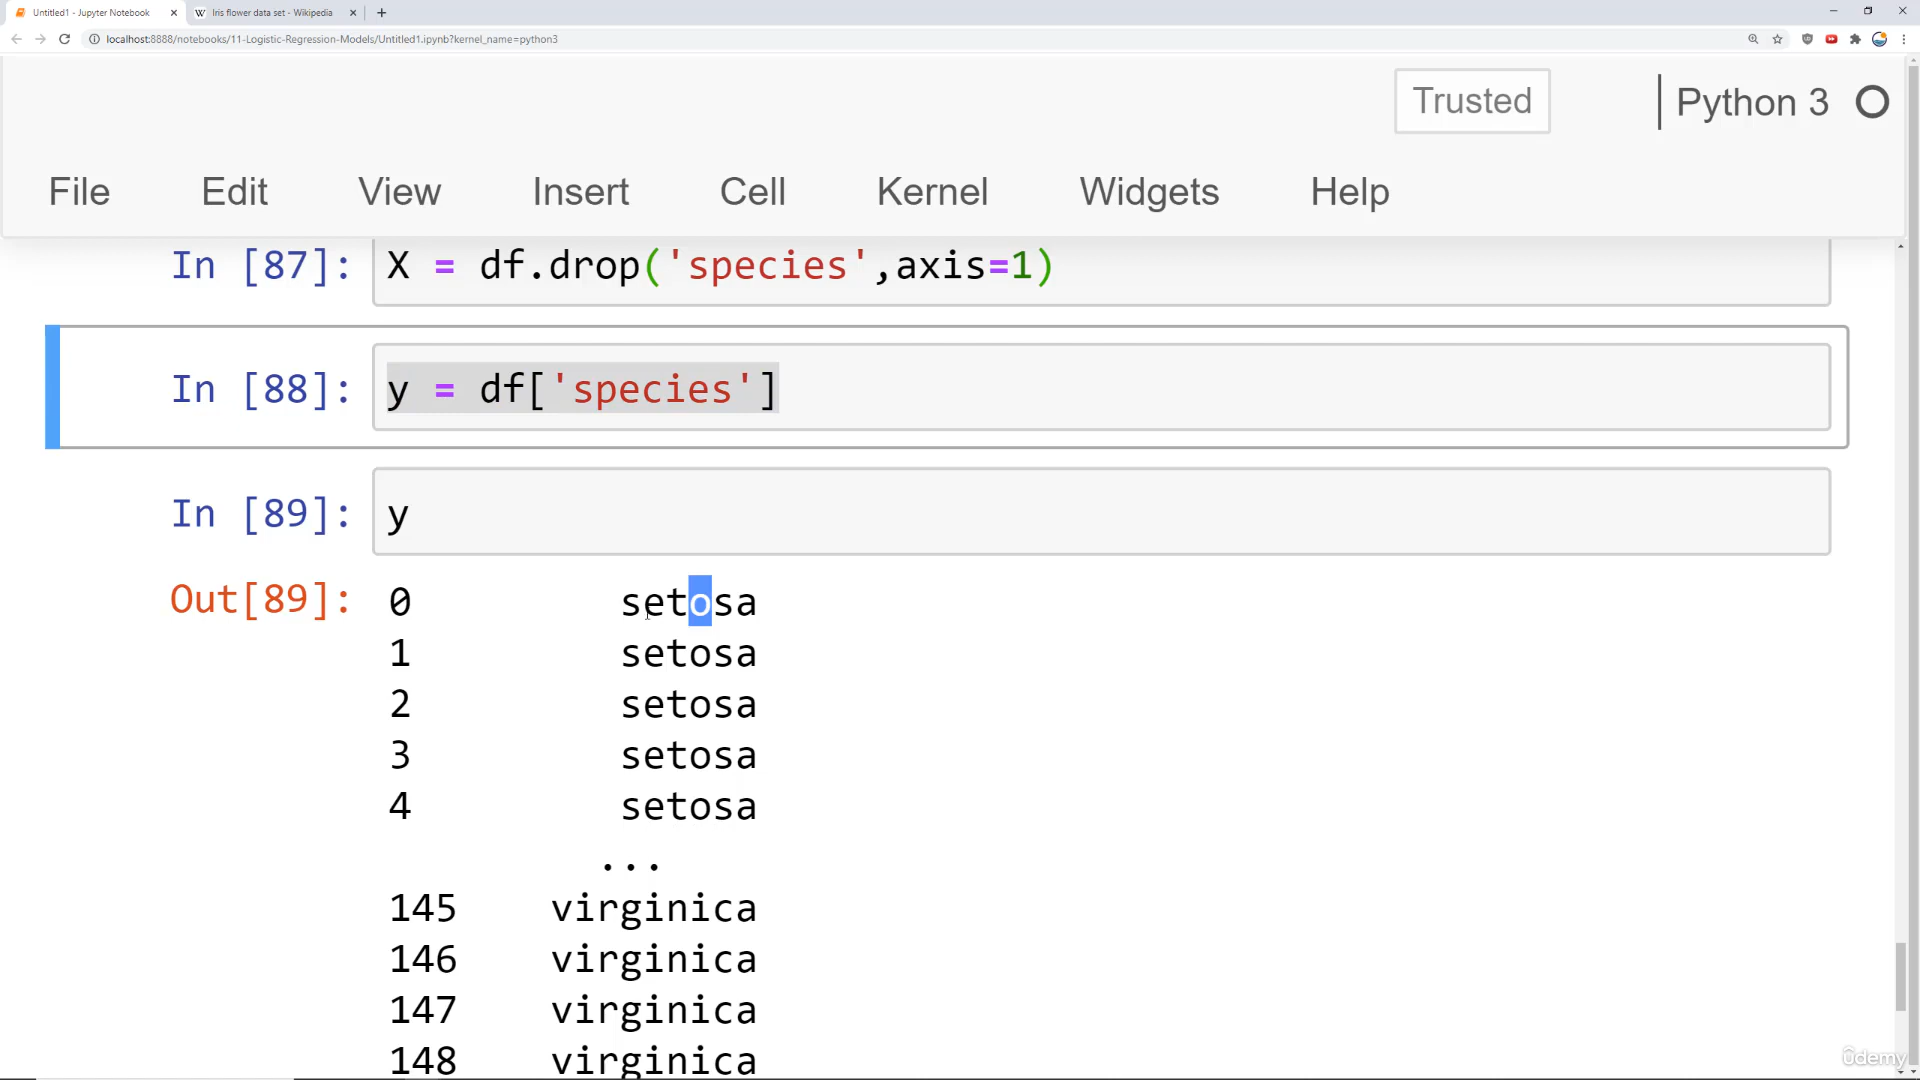 Untitled1 - Jupyter Notebook
Iris flower data set - Wikipedia
localhost:8888/notebooks/11-Logistic-Regression-Models/Untitled1.ipynb?kernel_name=python3
Trusted
Python 3
File Edit View Insert Cell Kernel Widgets Help
In [87]: X = df.drop('species',axis=1)
In [88]: y = df['species']
In [89]: y
Out[89]: 0 setosa
1 setosa
2 setosa
3 setosa
4 setosa
...
145 virginica
146 virginica
147 virginica
148 virginica
ûdemy